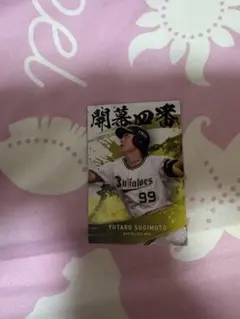 開幕四番
Buffaloes
99
YUTARO SUGIMOTO